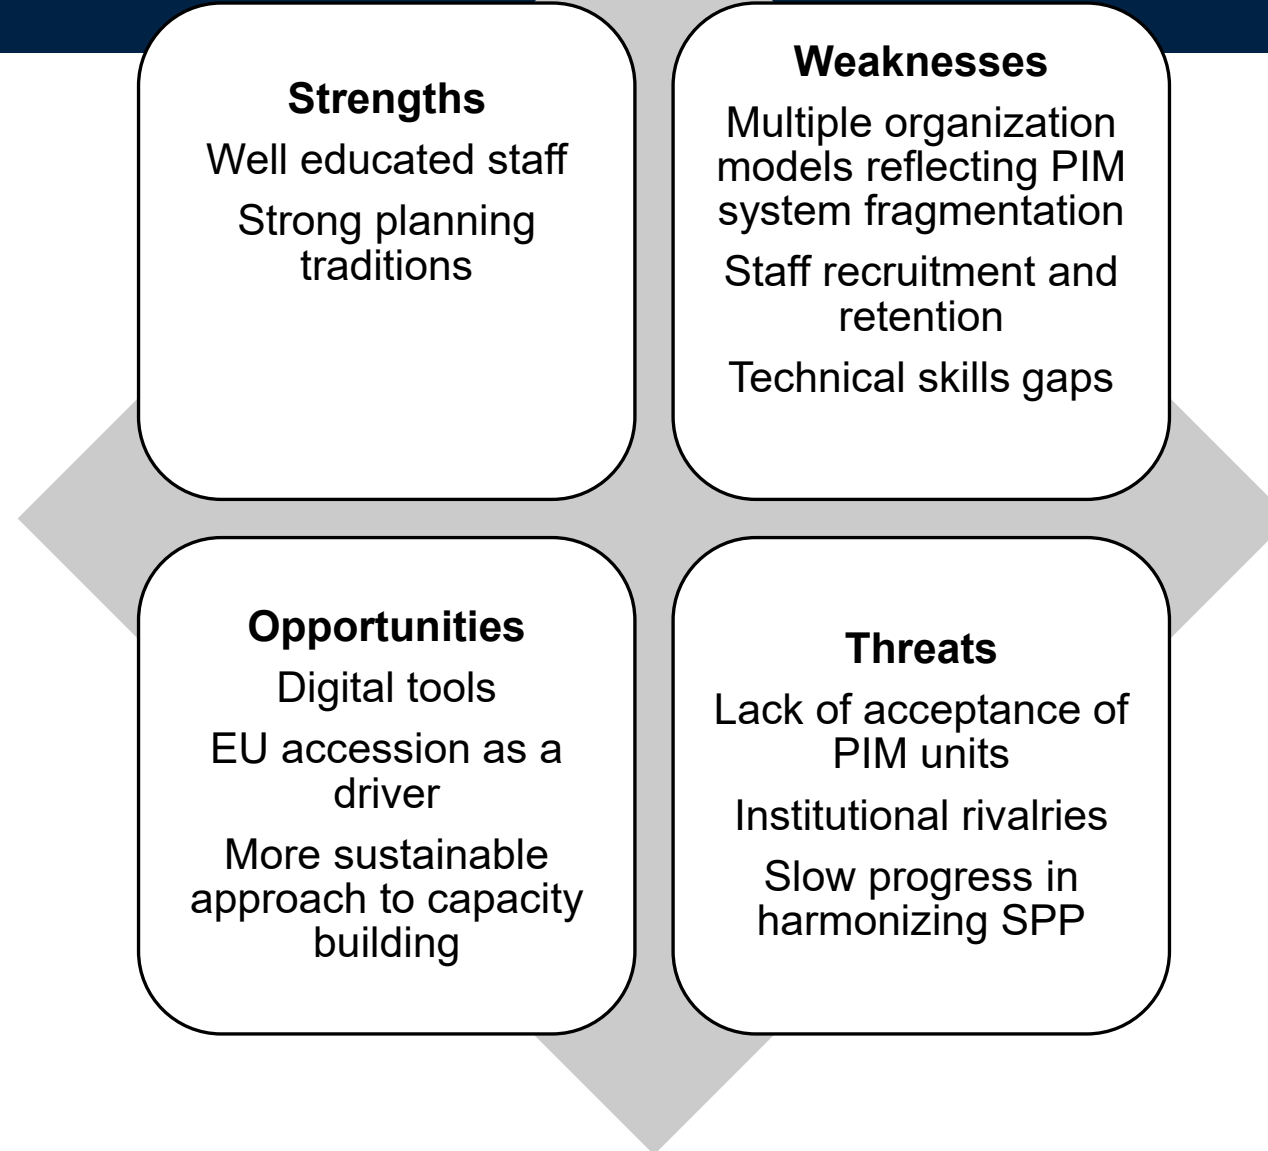 Strengths
Well educated staff
Strong planning
traditions
Weaknesses
Multiple organization
models reflecting PIM
system fragmentation
Staff recruitment and
retention
Technical skills gaps
Opportunities
Digital tools
EU accession as a
driver
More sustainable
approach to capacity
building
Threats
Lack of acceptance of
PIM units
Institutional rivalries
Slow progress in
harmonizing SPP